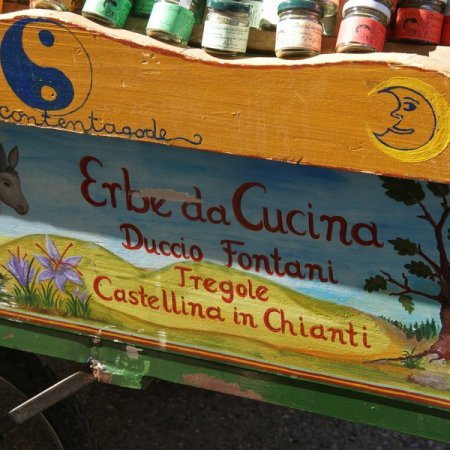 contentagode
Erbe da Cucina
Duccio Fontani
Tregole
Castellina in Chianti